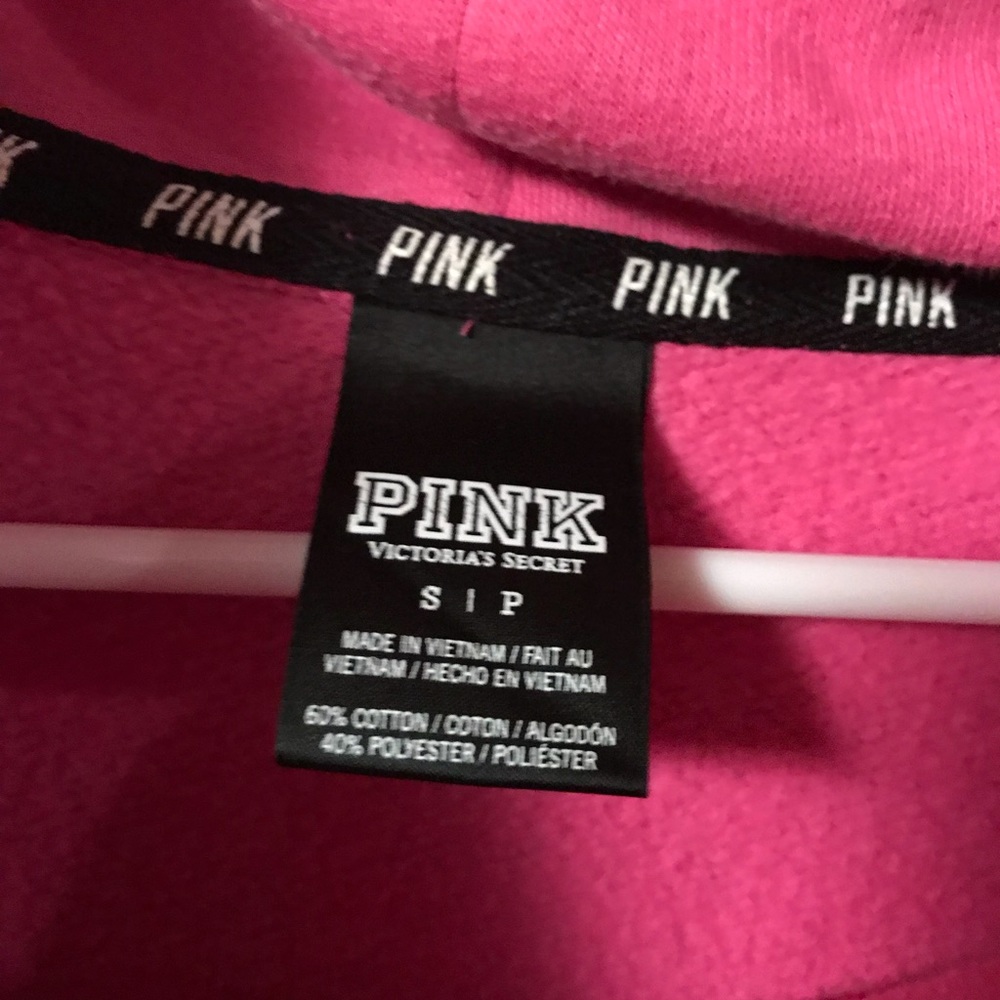 PINK PINK PINK PINK
PINK
VICTORIA'S SECRET
S | P
MADE IN VIETNAM / FAIT AU
VIETNAM / HECHO EN VIETNAM
60% COTTON / COTON / ALGODÓN
40% POLYESTER / POLIÉSTER